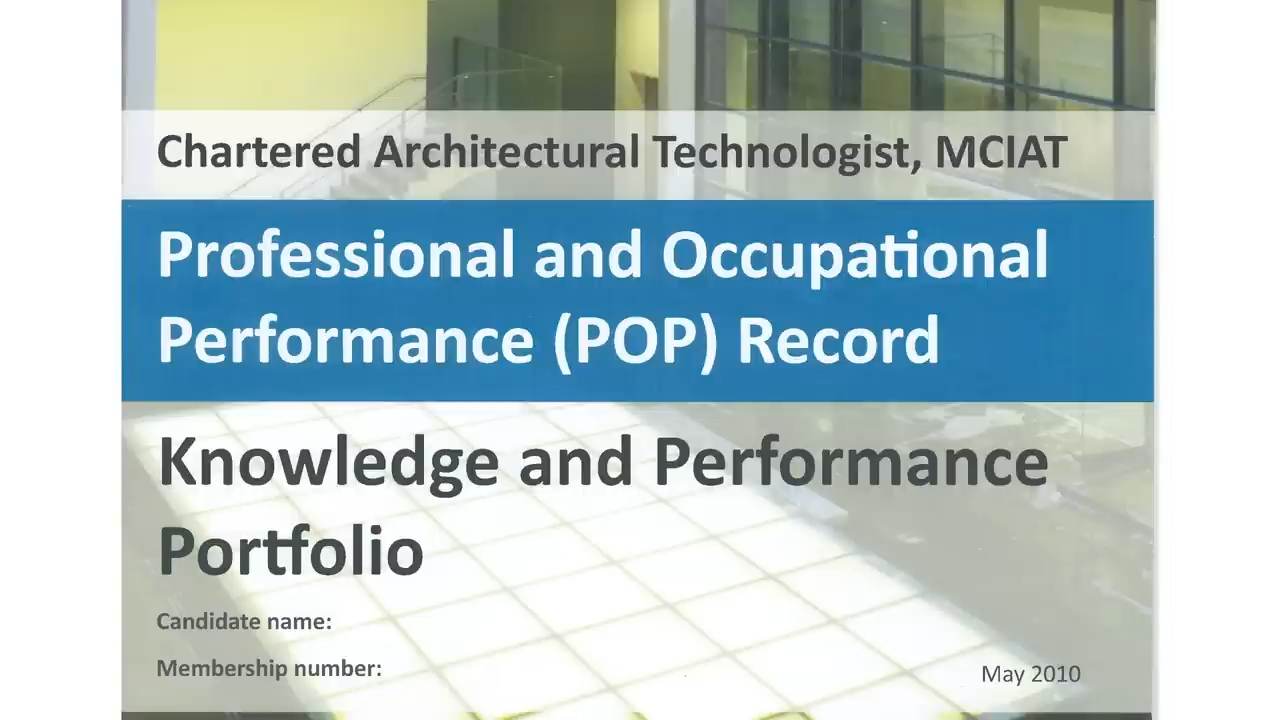 Chartered Architectural Technologist, MCIAT
Professional and Occupational
Performance (POP) Record
Knowledge and Performance
Portfolio
Candidate name:
Membership number:
May 2010